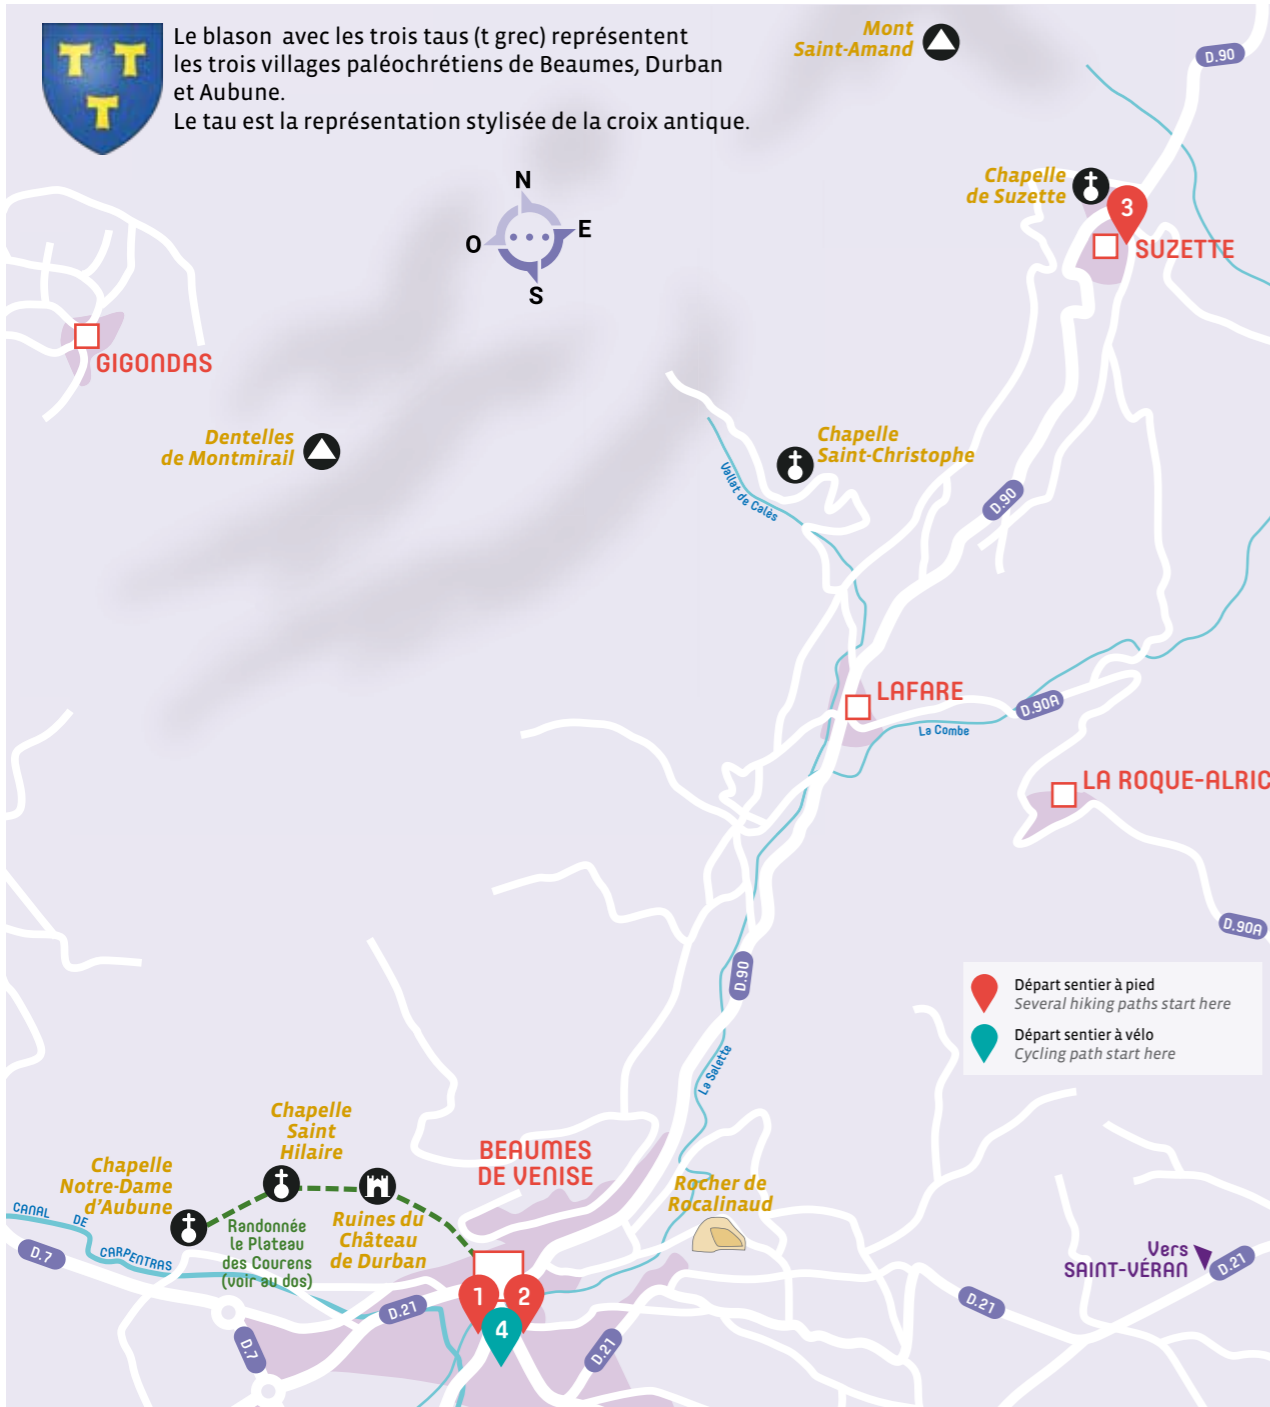 Le blason avec les trois taus (t grec) représentent
les trois villages paléochrétiens de Beaumes, Durban
et Aubune.
Le tau est la représentation stylisée de la croix antique.
Mont
Saint-Amand
D.90
N
O
E
S
Chapelle
de Suzette
3
SUZETTE
GIGONDAS
Dentelles
de Montmirail
Chapelle
Saint-Christophe
Vallat de Calès
D.90
LAFARE
D.90A
La Combe
LA ROQUE-ALRIC
D.90A
D.90
Départ sentier à pied
Several hiking paths start here
Départ sentier à vélo
Cycling path start here
La Salette
Chapelle
Saint
Hilaire
BEAUMES
DE VENISE
Chapelle
Notre-Dame
d'Aubune
Rocher de
Rocalinaud
Ruines du
Château
de Durban
Randonnée
le Plateau
des Courens
(voir au dos)
CANAL DE CARPENTRAS
D.7
Vers
SAINT-VÉRAN
D.21
D.21
D.21
1
2
4
D.7
D.21